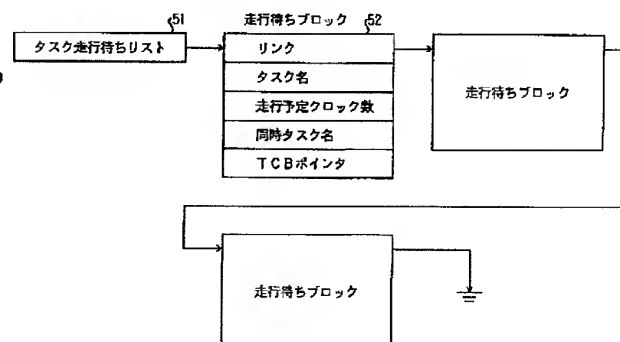 51
タスク走行待ちリスト
走行待ちブロック
52
リンク
タスク名
走行予定クロック数
同時タスク名
TCBポインタ
走行待ちブロック
走行待ちブロック